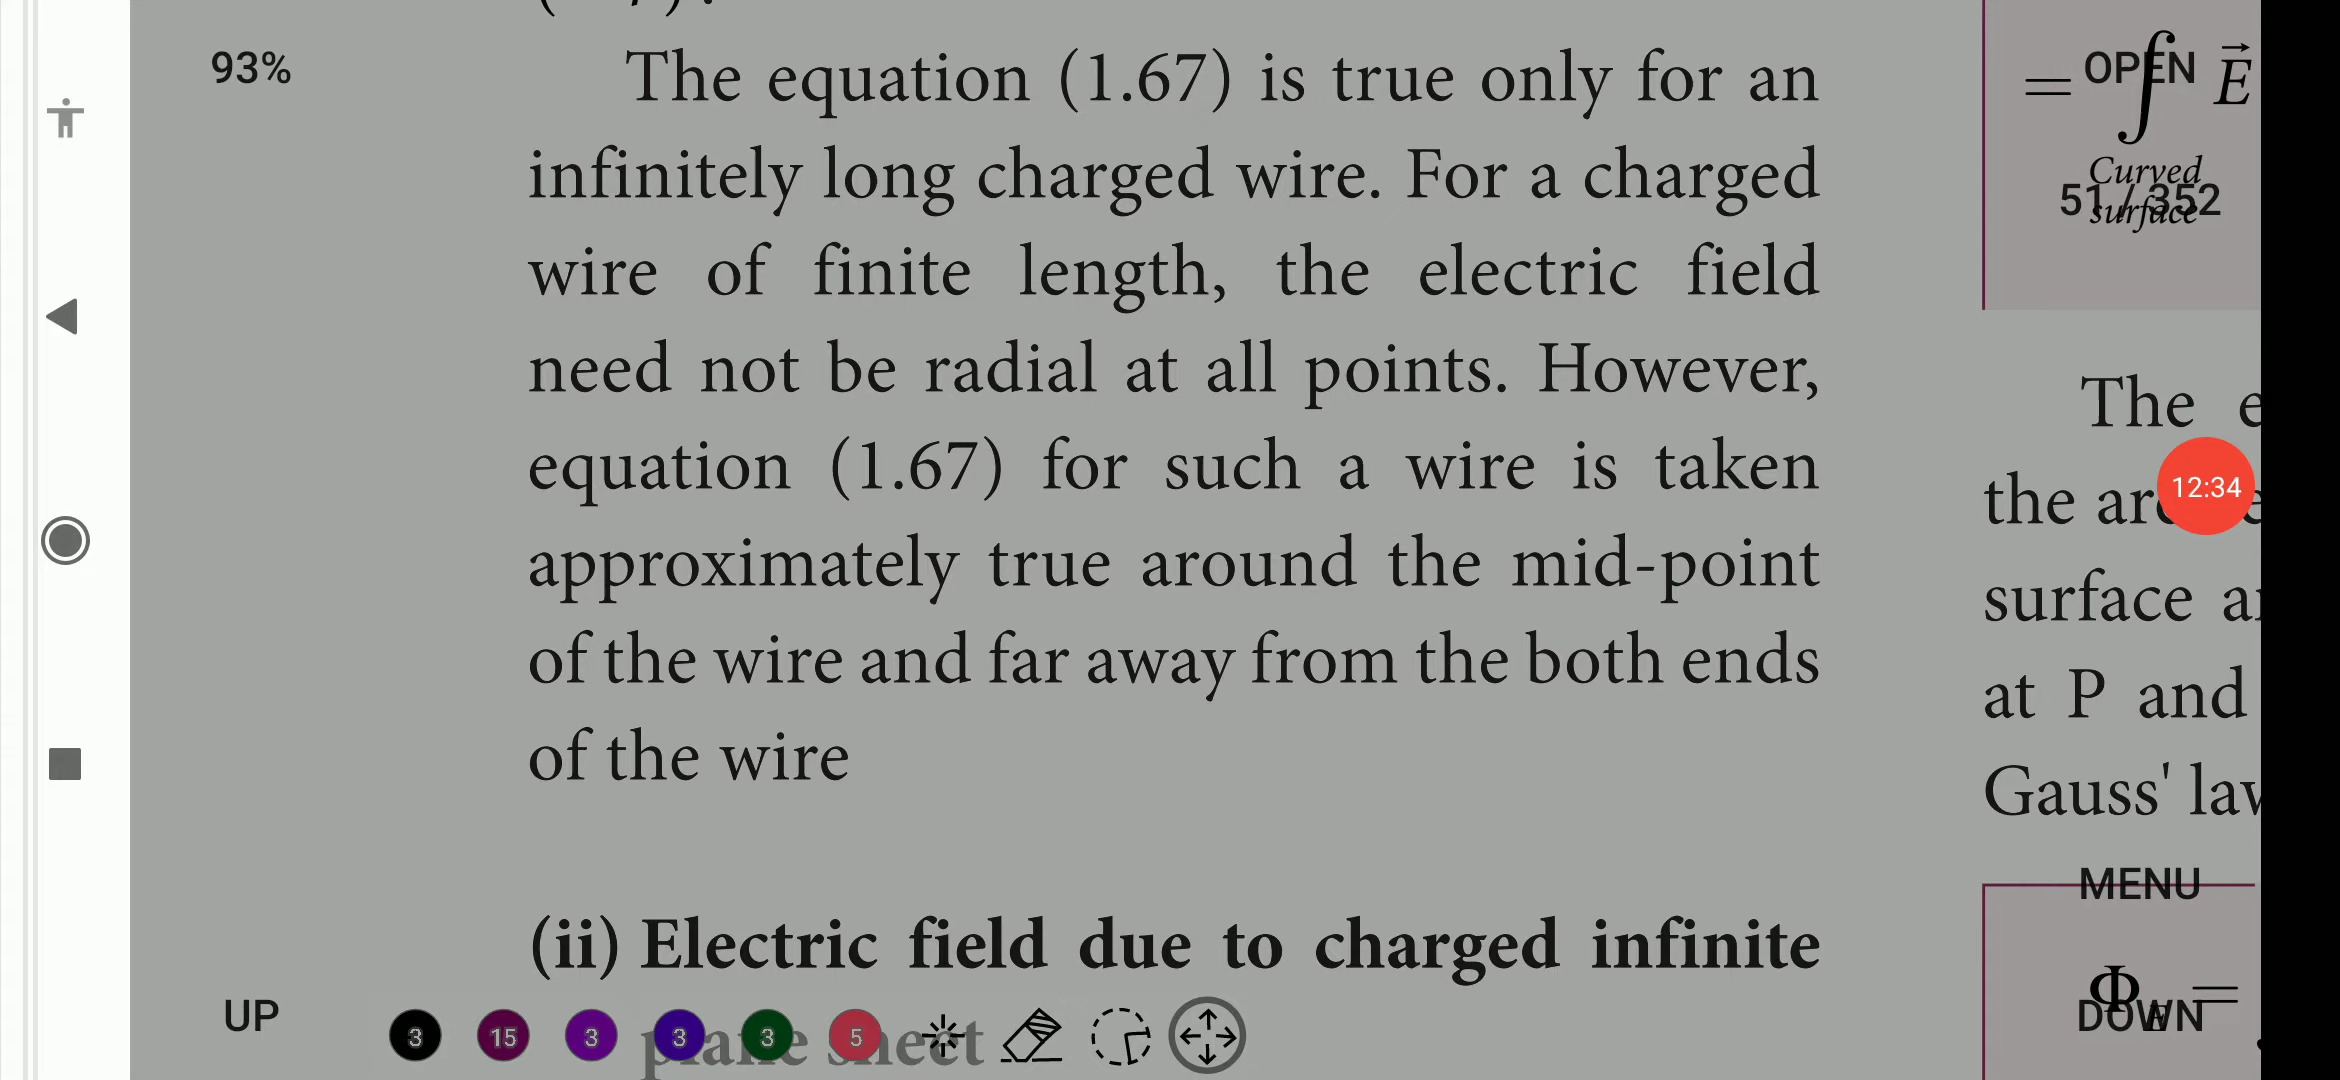 93%
The equation (1.67) is true only for an
infinitely long charged wire. For a charged
wire of finite length, the electric field
need not be radial at all points. However,
equation (1.67) for such a wire is taken
approximately true around the mid-point
of the wire and far away from the both ends
of the wire
(ii) Electric field due to charged infinite
plane sheet
UP
3 15 3 3 3 5
= ∫ E⃗
OPEN
Curved
surface
51 / 352
The
12:34
the
surface
at P and
Gauss'
MENU
Φ_E =
DOWN